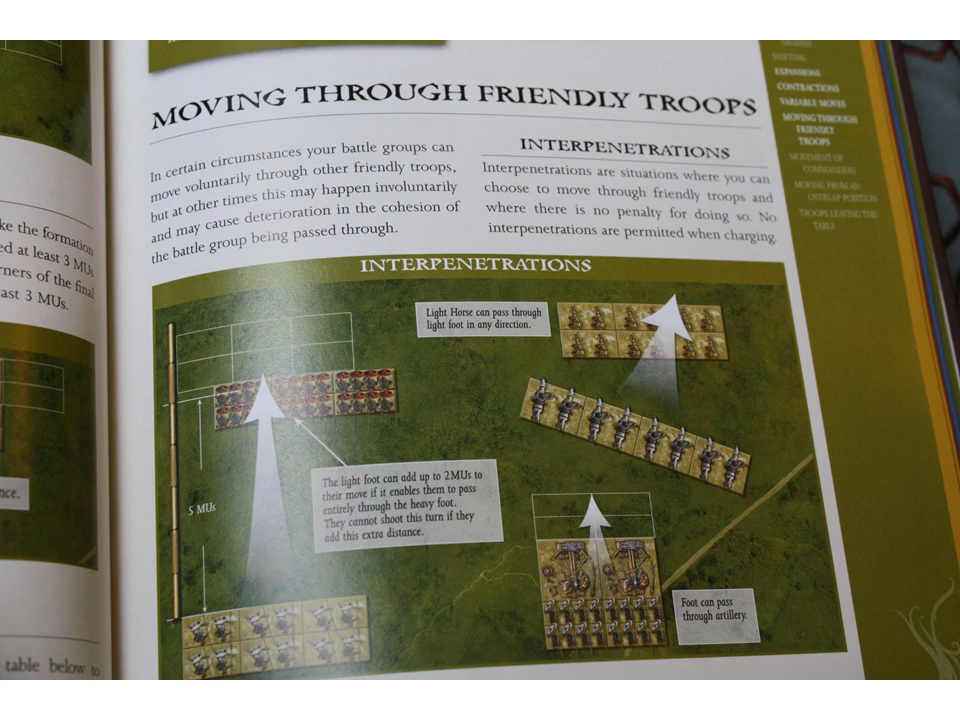 MOVING THROUGH FRIENDLY TROOPS
In certain circumstances your battle groups can
move voluntarily through other friendly troops,
but at other times this may happen involuntarily
and may cause deterioration in the cohesion of
the battle group being passed through.
INTERPENETRATIONS
Interpenetrations are situations where you can
choose to move through friendly troops and
where there is no penalty for doing so. No
interpenetrations are permitted when charging.
INTERPENETRATIONS
Light Horse can pass through
light foot in any direction.
The light foot can add up to 2MUs to
their move if it enables them to pass
entirely through the heavy foot.
They cannot shoot this turn if they
add this extra distance.
5 MUs
Foot can pass
through artillery.
SHIFTING
EXPANSIONS
CONTRACTIONS
VARIABLE MOVES
MOVING THROUGH
FRIENDLY
TROOPS
MOVEMENT OF
COMMANDERS
MOVING FROM AN
OVERLAP POSITION
TROOPS LEAVING THE
TABLE
ke the formation
ed at least 3 MUs
rners of the final
ast 3 MUs.
nce.
table below to